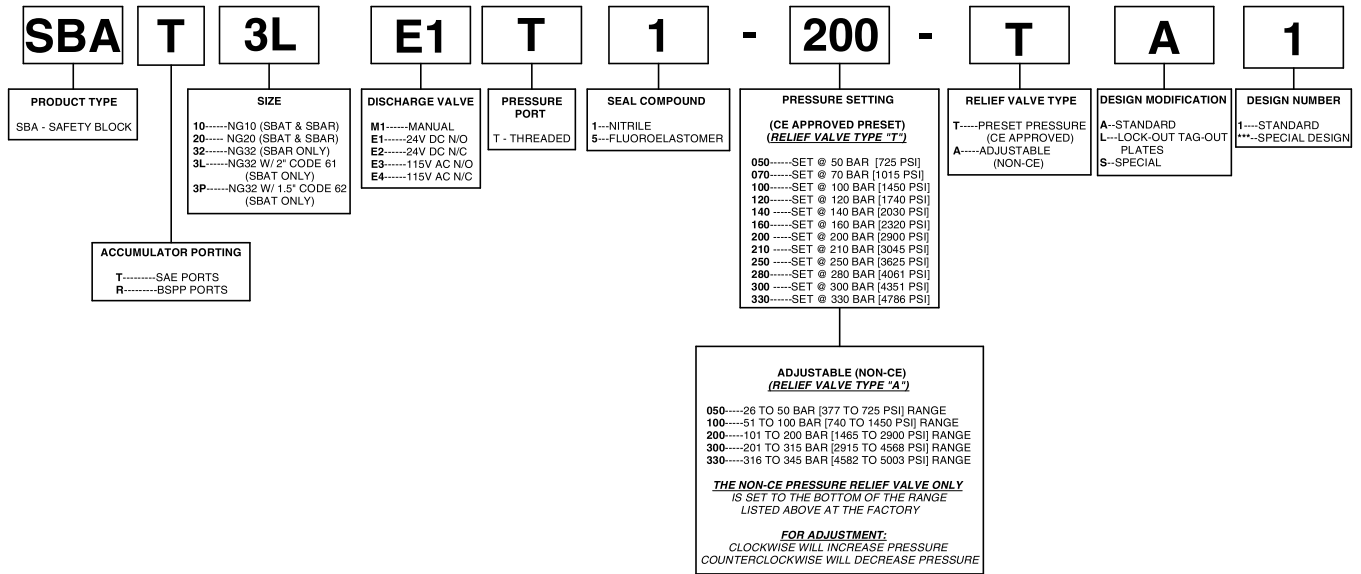 SBA T 3L E1 T 1 - 200 - T A 1
PRODUCT TYPE
SBA - SAFETY BLOCK
SIZE
10------NG10 (SBAT & SBAR)
20----- NG20 (SBAT & SBAR)
32------NG32 (SBAR ONLY)
3L------NG32 W/ 2" CODE 61
(SBAT ONLY)
3P------NG32 W/ 1.5" CODE 62
(SBAT ONLY)
DISCHARGE VALVE
M1------MANUAL
E1------24V DC N/O
E2------24V DC N/C
E3------115V AC N/O
E4------115V AC N/C
PRESSURE
PORT
T - THREADED
SEAL COMPOUND
1---NITRILE
5---FLUOROELASTOMER
PRESSURE SETTING
(CE APPROVED PRESET)
(RELIEF VALVE TYPE "T")
050------SET @ 50 BAR [725 PSI]
070------SET @ 70 BAR [1015 PSI]
100------SET @ 100 BAR [1450 PSI]
120------SET @ 120 BAR [1740 PSI]
140 -----SET @ 140 BAR [2030 PSI]
160------SET @ 160 BAR [2320 PSI]
200 -----SET @ 200 BAR [2900 PSI]
210 -----SET @ 210 BAR [3045 PSI]
250 -----SET @ 250 BAR [3625 PSI]
280------SET @ 280 BAR [4061 PSI]
300 -----SET @ 300 BAR [4351 PSI]
330------SET @ 330 BAR [4786 PSI]
RELIEF VALVE TYPE
T-----PRESET PRESSURE
(CE APPROVED)
A-----ADJUSTABLE
(NON-CE)
DESIGN MODIFICATION
A--STANDARD
L---LOCK-OUT TAG-OUT
PLATES
S--SPECIAL
DESIGN NUMBER
1----STANDARD
***--SPECIAL DESIGN
ACCUMULATOR PORTING
T---------SAE PORTS
R---------BSPP PORTS
ADJUSTABLE (NON-CE)
(RELIEF VALVE TYPE "A")
050-----26 TO 50 BAR [377 TO 725 PSI] RANGE
100-----51 TO 100 BAR [740 TO 1450 PSI] RANGE
200-----101 TO 200 BAR [1465 TO 2900 PSI] RANGE
300-----201 TO 315 BAR [2915 TO 4568 PSI] RANGE
330-----316 TO 345 BAR [4582 TO 5003 PSI] RANGE
THE NON-CE PRESSURE RELIEF VALVE ONLY
IS SET TO THE BOTTOM OF THE RANGE
LISTED ABOVE AT THE FACTORY
FOR ADJUSTMENT:
CLOCKWISE WILL INCREASE PRESSURE
COUNTERCLOCKWISE WILL DECREASE PRESSURE